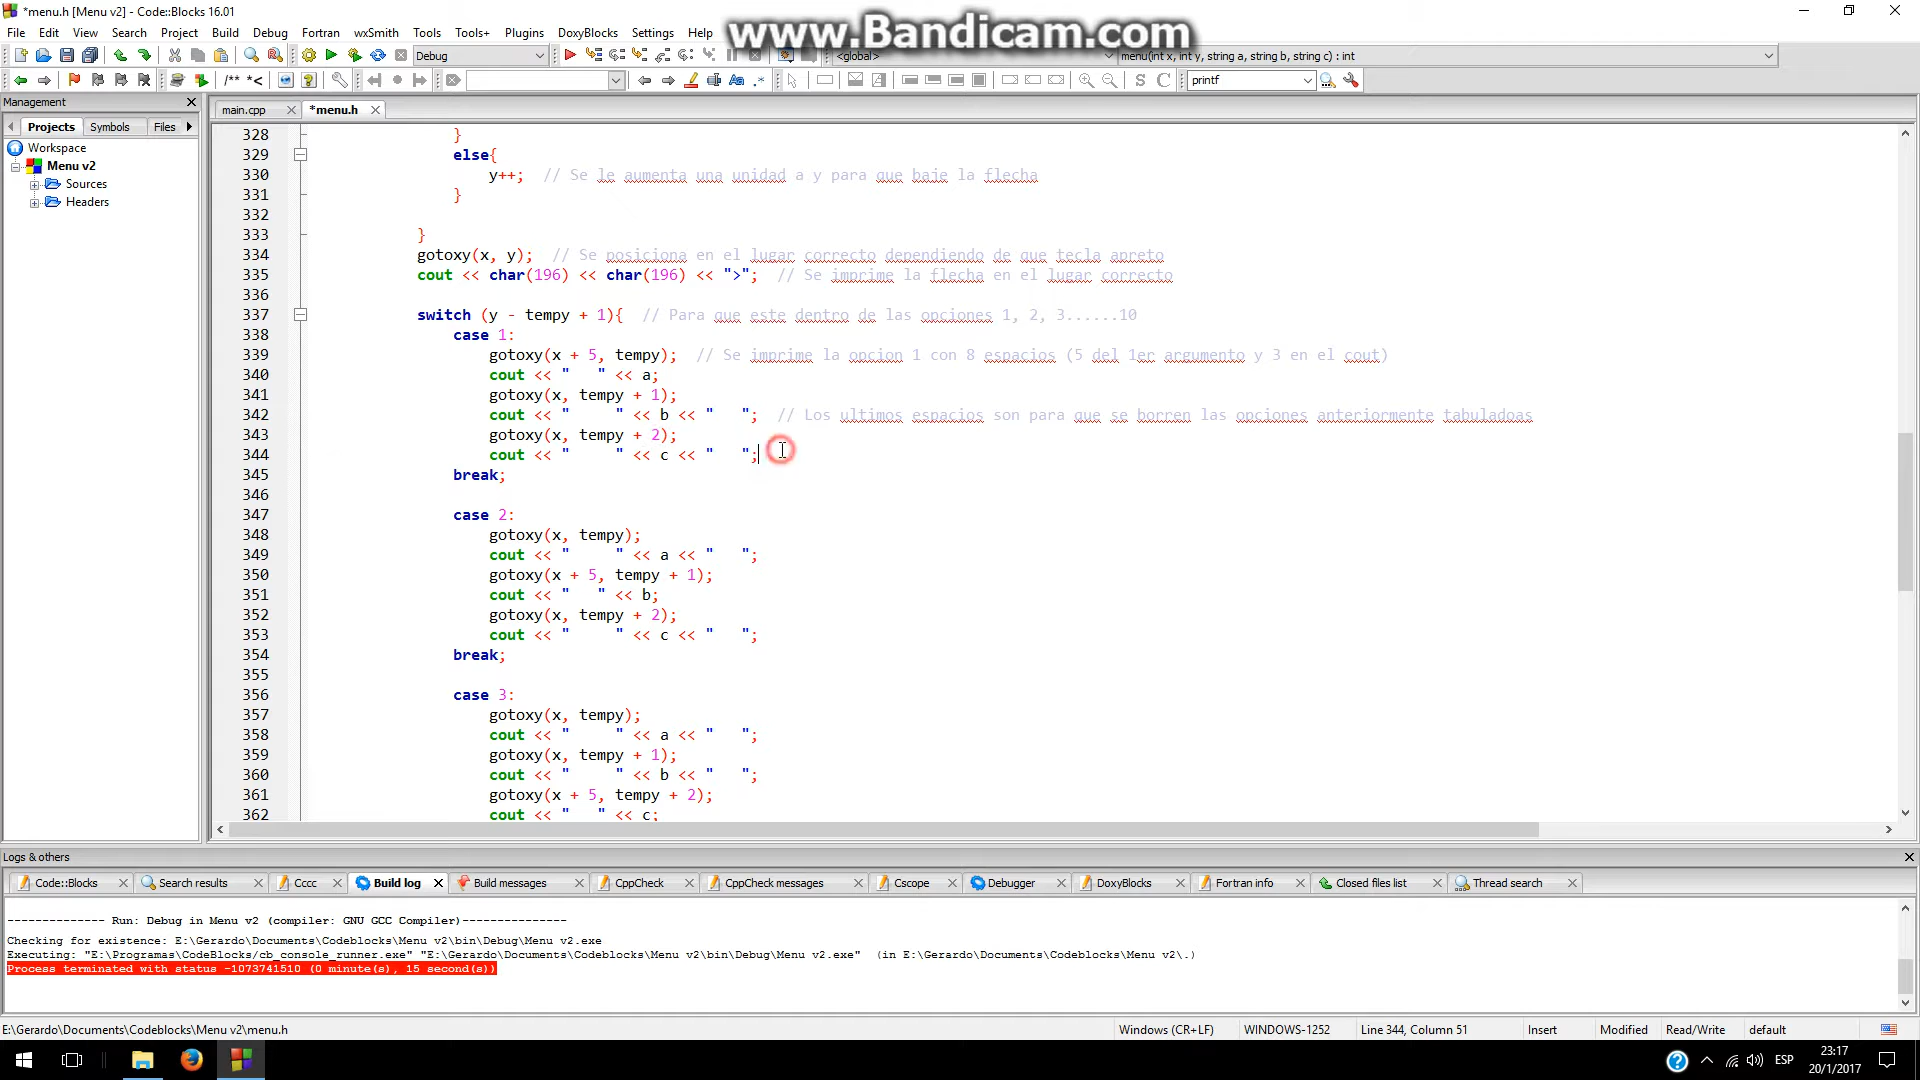 *menu.h [Menu v2] - Code::Blocks 16.01
www.Bandicam.com
File Edit View Search Project Build Debug Fortran wxSmith Tools Tools+ Plugins DoxyBlocks Settings Help
Debug <global> menu(int x, int y, string a, string b, string c) : int
/** *< Aa .* S C printf
Management
main.cpp *menu.h
Projects Symbols Files
Workspace
Menu v2
Sources
Headers
328 }
329 else{
330 y++; // Se le aumenta una unidad a y para que baje la flecha
331 }
332
333 }
334 gotoxy(x, y); // Se posiciona en el lugar correcto dependiendo de que tecla apreto
335 cout << char(196) << char(196) << ">"; // Se imprime la flecha en el lugar correcto
336
337 switch (y - tempy + 1){ // Para que este dentro de las opciones 1, 2, 3......10
338 case 1:
339 gotoxy(x + 5, tempy); // Se imprime la opcion 1 con 8 espacios (5 del 1er argumento y 3 en el cout)
340 cout << "   " << a;
341 gotoxy(x, tempy + 1);
342 cout << "     " << b << "   "; // Los ultimos espacios son para que se borren las opciones anteriormente tabuladoas
343 gotoxy(x, tempy + 2);
344 cout << "     " << c << "   ";
345 break;
346
347 case 2:
348 gotoxy(x, tempy);
349 cout << "     " << a << "   ";
350 gotoxy(x + 5, tempy + 1);
351 cout << "   " << b;
352 gotoxy(x, tempy + 2);
353 cout << "     " << c << "   ";
354 break;
355
356 case 3:
357 gotoxy(x, tempy);
358 cout << "     " << a << "   ";
359 gotoxy(x, tempy + 1);
360 cout << "     " << b << "   ";
361 gotoxy(x + 5, tempy + 2);
362 cout << "   " << c;
Logs & others
Code::Blocks Search results Cccc Build log Build messages CppCheck CppCheck messages Cscope Debugger DoxyBlocks Fortran info Closed files list Thread search
-------------- Run: Debug in Menu v2 (compiler: GNU GCC Compiler)---------------
Checking for existence: E:\Gerardo\Documents\Codeblocks\Menu v2\bin\Debug\Menu v2.exe
Executing: "E:\Programas\CodeBlocks/cb_console_runner.exe" "E:\Gerardo\Documents\Codeblocks\Menu v2\bin\Debug\Menu v2.exe" (in E:\Gerardo\Documents\Codeblocks\Menu v2\.)
Process terminated with status -1073741510 (0 minute(s), 15 second(s))
E:\Gerardo\Documents\Codeblocks\Menu v2\menu.h Windows (CR+LF) WINDOWS-1252 Line 344, Column 51 Insert Modified Read/Write default
ESP 23:17
20/1/2017